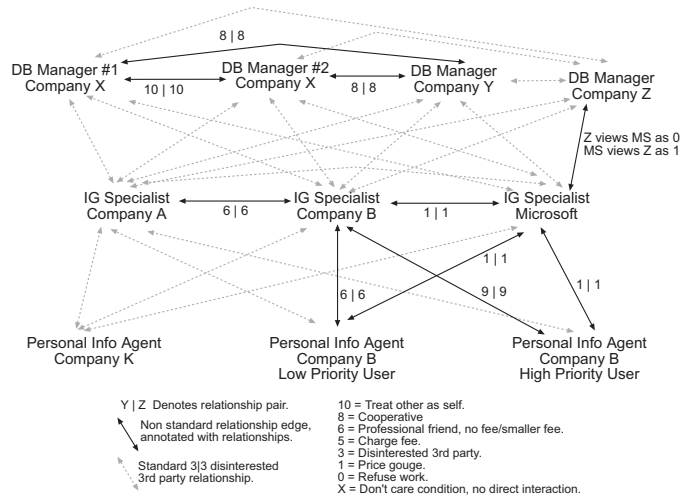 8 | 8
DB Manager #1
Company X
10 | 10
DB Manager #2
Company X
8 | 8
DB Manager
Company Y
DB Manager
Company Z
Z views MS as 0
MS views Z as 1
IG Specialist
Company A
6 | 6
IG Specialist
Company B
1 | 1
IG Specialist
Microsoft
6 | 6
1 | 1
9 | 9
1 | 1
Personal Info Agent
Company K
Personal Info Agent
Company B
Low Priority User
Personal Info Agent
Company B
High Priority User
Y | Z Denotes relationship pair.
Non standard relationship edge,
annotated with relationships.
Standard 3|3 disinterested
3rd party relationship.
10 = Treat other as self.
8 = Cooperative
6 = Professional friend, no fee/smaller fee.
5 = Charge fee.
3 = Disinterested 3rd party.
1 = Price gouge.
0 = Refuse work.
X = Don't care condition, no direct interaction.